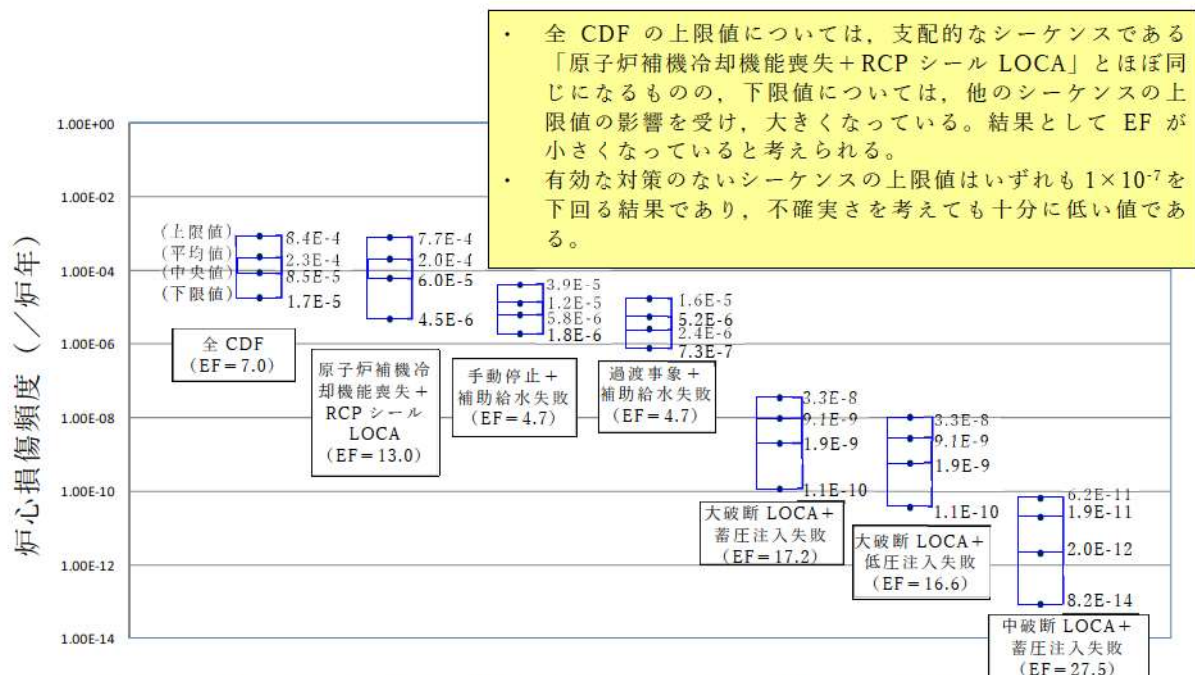 ・ 全 CDF の上限値については，支配的なシーケンスである
「原子炉補機冷却機能喪失＋RCP シール LOCA」とほぼ同
じになるものの，下限値については，他のシーケンスの上
限値の影響を受け，大きくなっている。結果として EF が
小さくなっていると考えられる。
・ 有効な対策のないシーケンスの上限値はいずれも 1×10⁻⁷を
下回る結果であり，不確実さを考えても十分に低い値であ
る。
炉心損傷頻度（／炉年）
1.00E+00
1.00E-02
1.00E-04
1.00E-06
1.00E-08
1.00E-10
1.00E-12
1.00E-14
(上限値)
(平均値)
(中央値)
(下限値)
8.4E-4
2.3E-4
8.5E-5
1.7E-5
全 CDF
(EF＝7.0)
7.7E-4
2.0E-4
6.0E-5
4.5E-6
原子炉補機冷
却機能喪失＋
RCP シール
LOCA
(EF＝13.0)
3.9E-5
1.2E-5
5.8E-6
1.8E-6
手動停止＋
補助給水失敗
(EF＝4.7)
1.6E-5
5.2E-6
2.4E-6
7.3E-7
過渡事象＋
補助給水失敗
(EF＝4.7)
3.3E-8
9.1E-9
1.9E-9
1.1E-10
大破断 LOCA＋
蓄圧注入失敗
(EF＝17.2)
3.3E-8
9.1E-9
1.9E-9
1.1E-10
大破断 LOCA＋
低圧注入失敗
(EF＝16.6)
6.2E-11
1.9E-11
2.0E-12
8.2E-14
中破断 LOCA＋
蓄圧注入失敗
(EF＝27.5)